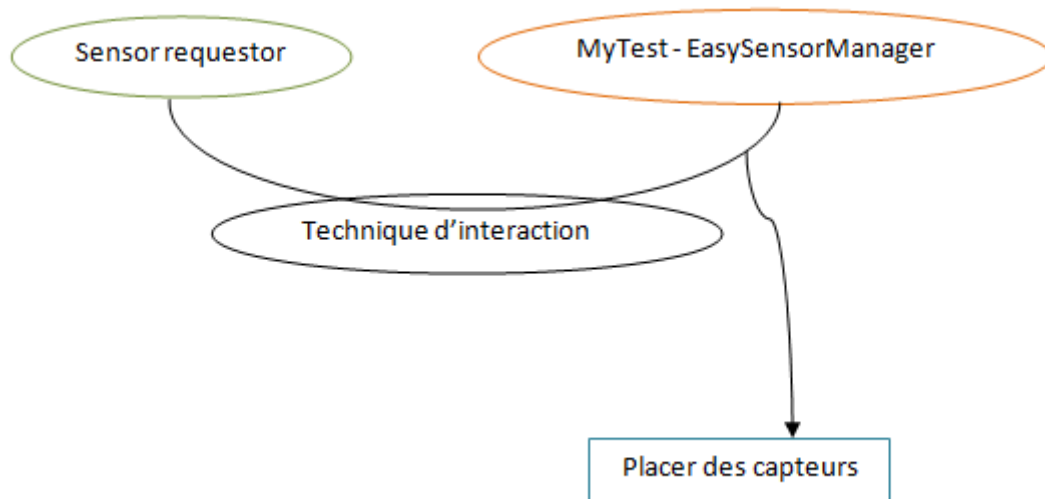 Sensor requestor
MyTest - EasySensorManager
Technique d’interaction
Placer des capteurs